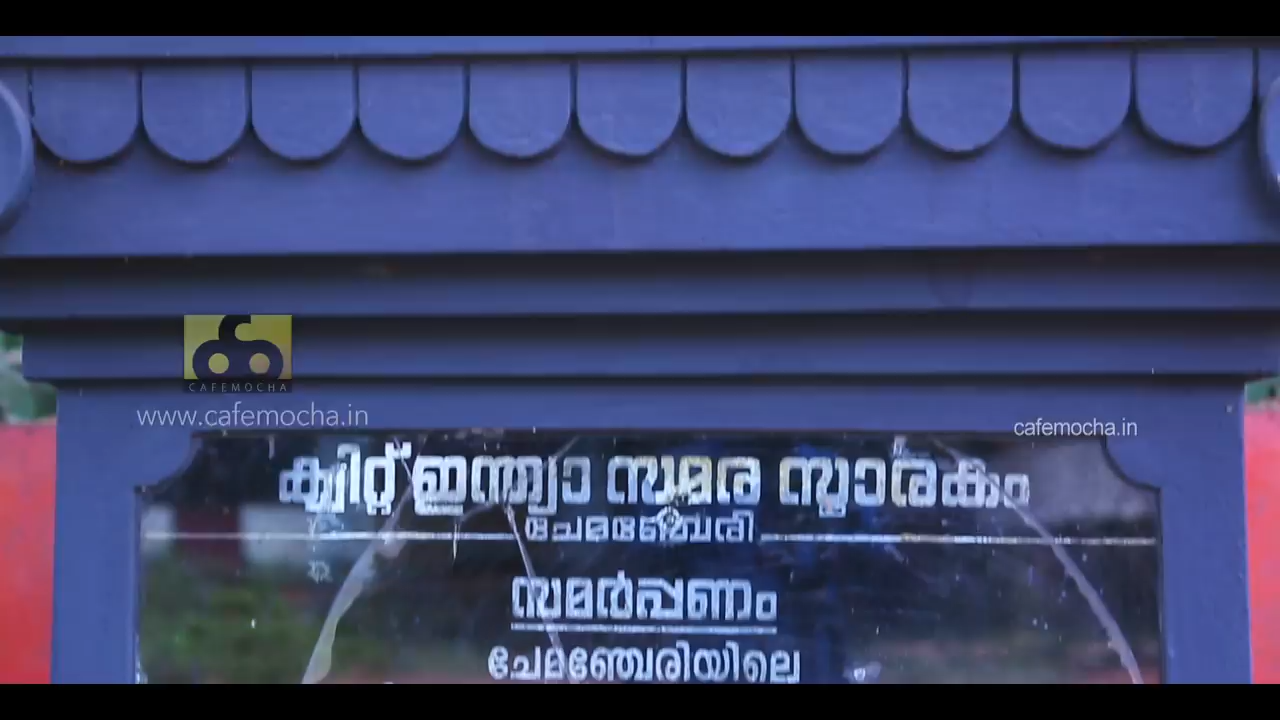 CAFEMOCHA
www.cafemocha.in
cafemocha.in
ക്വിറ്റ് ഇന്ത്യാ സമര സ്മാരകം
ചേമഞ്ചേരി
സമർപ്പണം
ചേമഞ്ചേരിയിലെ